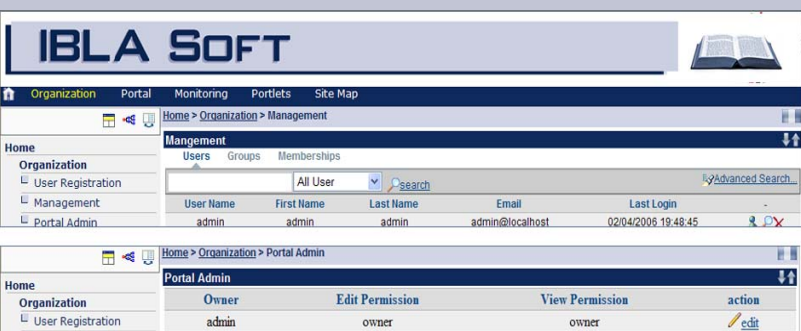 IBLA SOFT
Organization Portal Monitoring Portlets Site Map
Home > Organization > Management
Home
Organization
User Registration
Management
Portal Admin
Mangement
Users Groups Memberships
All User search Advanced Search...
User Name First Name Last Name Email Last Login -
admin admin admin admin@localhost 02/04/2006 19:48:45
Home > Organization > Portal Admin
Home
Organization
User Registration
Portal Admin
Owner Edit Permission View Permission action
admin owner owner edit